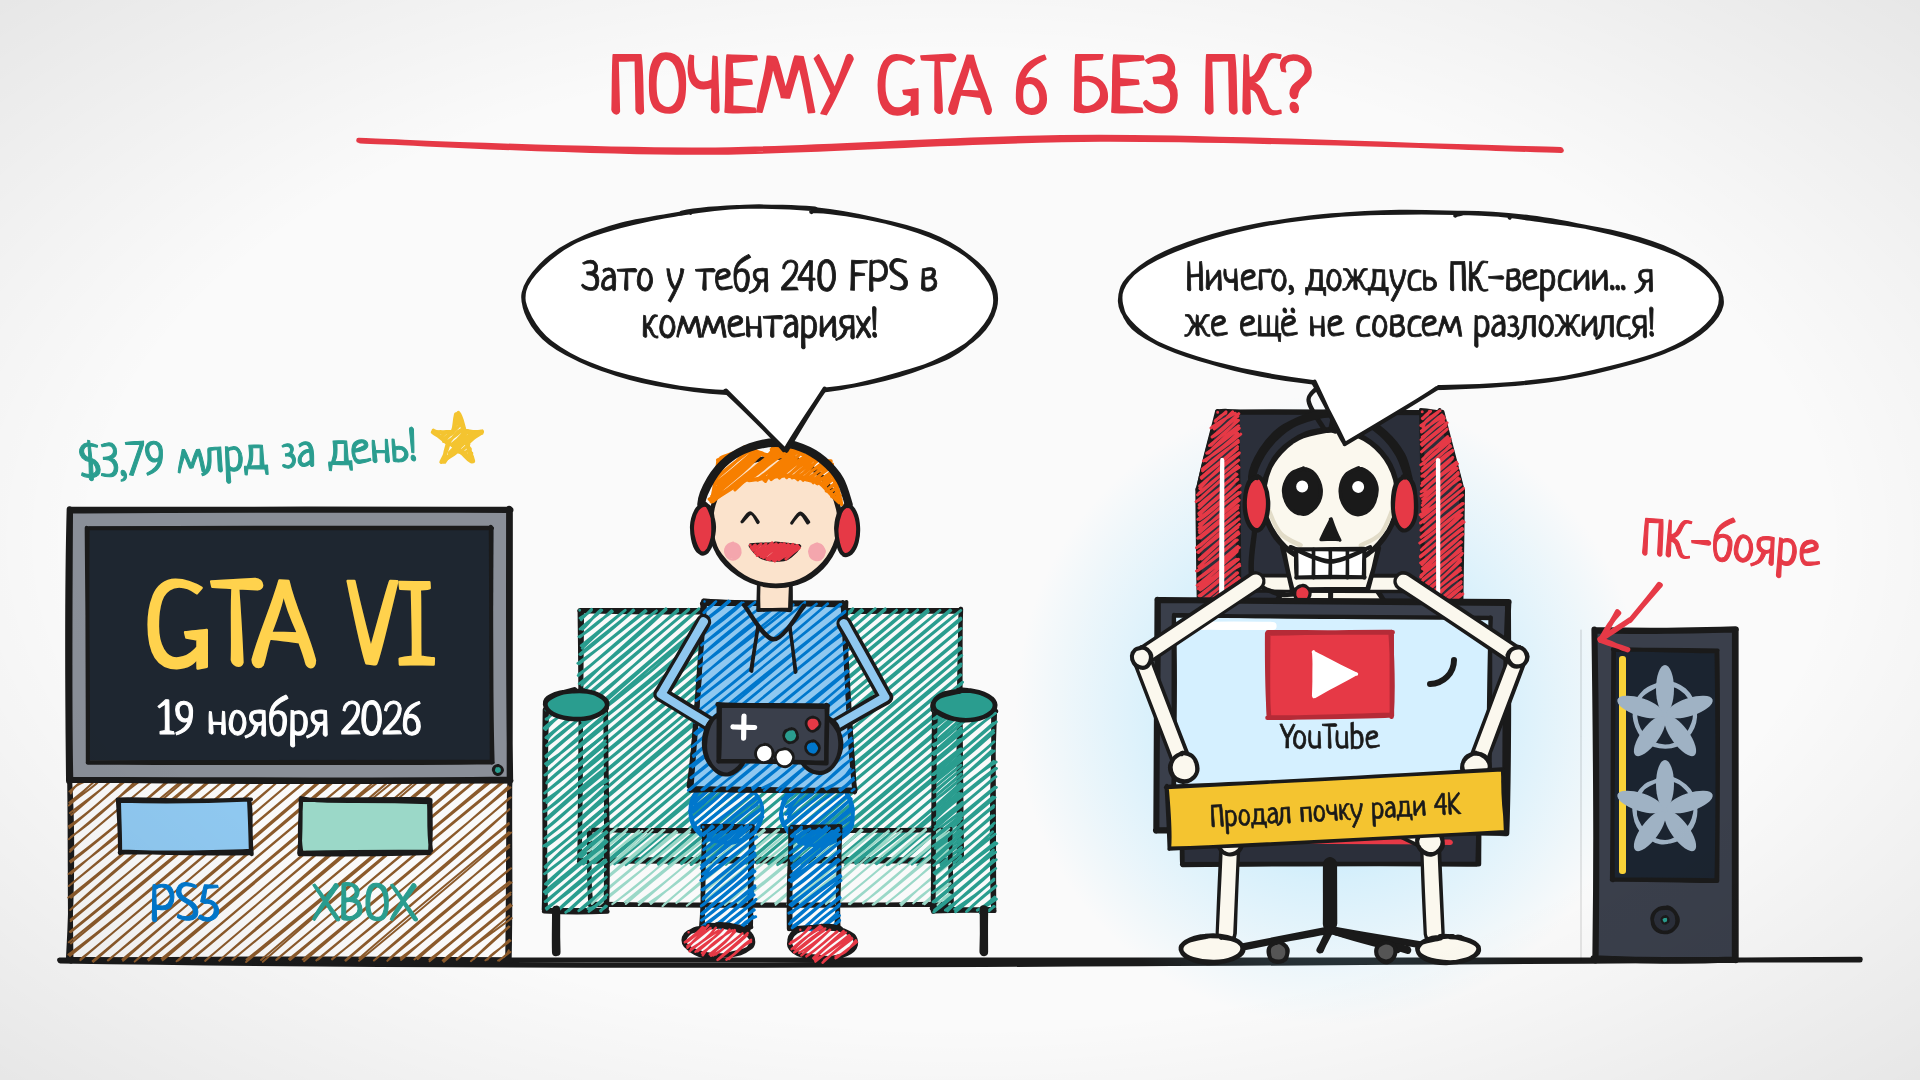 ПОЧЕМУ GTA 6 БЕЗ ПК?
Зато у тебя 240 FPS в
комментариях!
Ничего, дождусь ПК-версии... я
же ещё не совсем разложился!
$3,79 млрд за день!
GTA VI
19 ноября 2026
PS5
XBOX
YouTube
Продал почку ради 4K
ПК-бояре